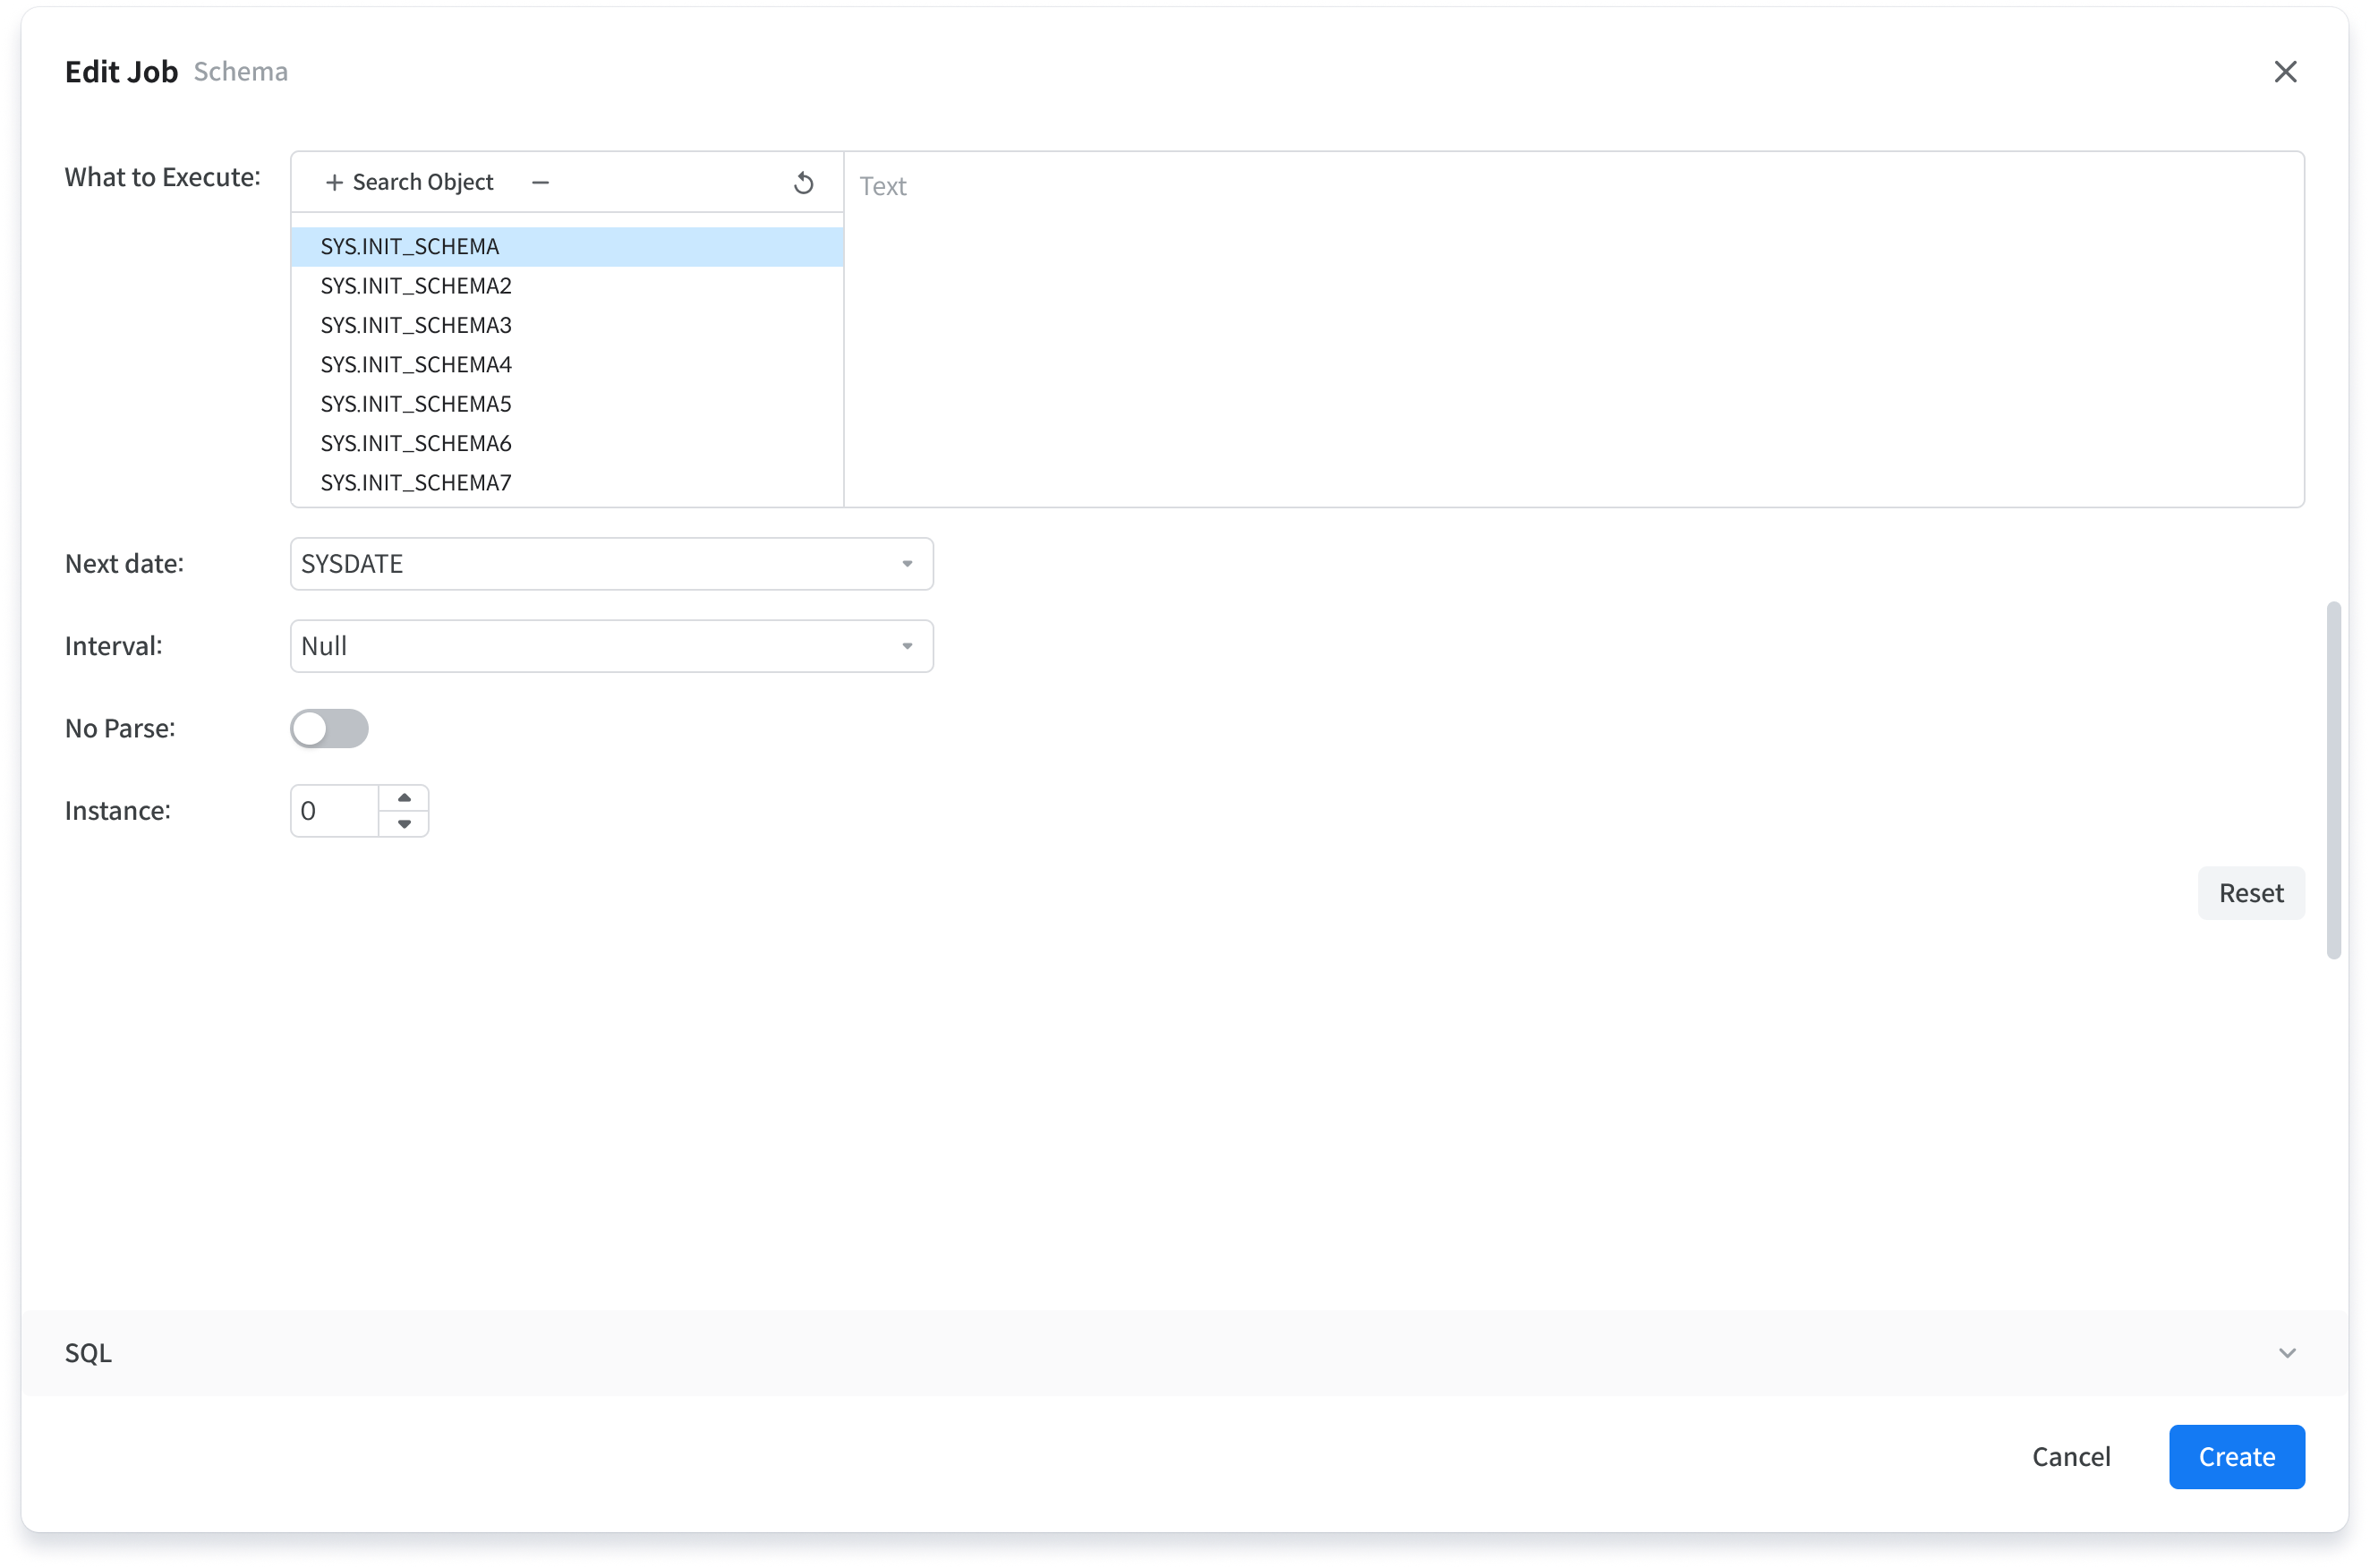 Edit Job Schema
What to Execute:
Search Object
Text
SYS.INIT_SCHEMA
SYS.INIT_SCHEMA2
SYS.INIT_SCHEMA3
SYS.INIT_SCHEMA4
SYS.INIT_SCHEMA5
SYS.INIT_SCHEMA6
SYS.INIT_SCHEMA7
Next date:
SYSDATE
Interval:
Null
No Parse:
Instance:
0
Reset
SQL
Cancel
Create